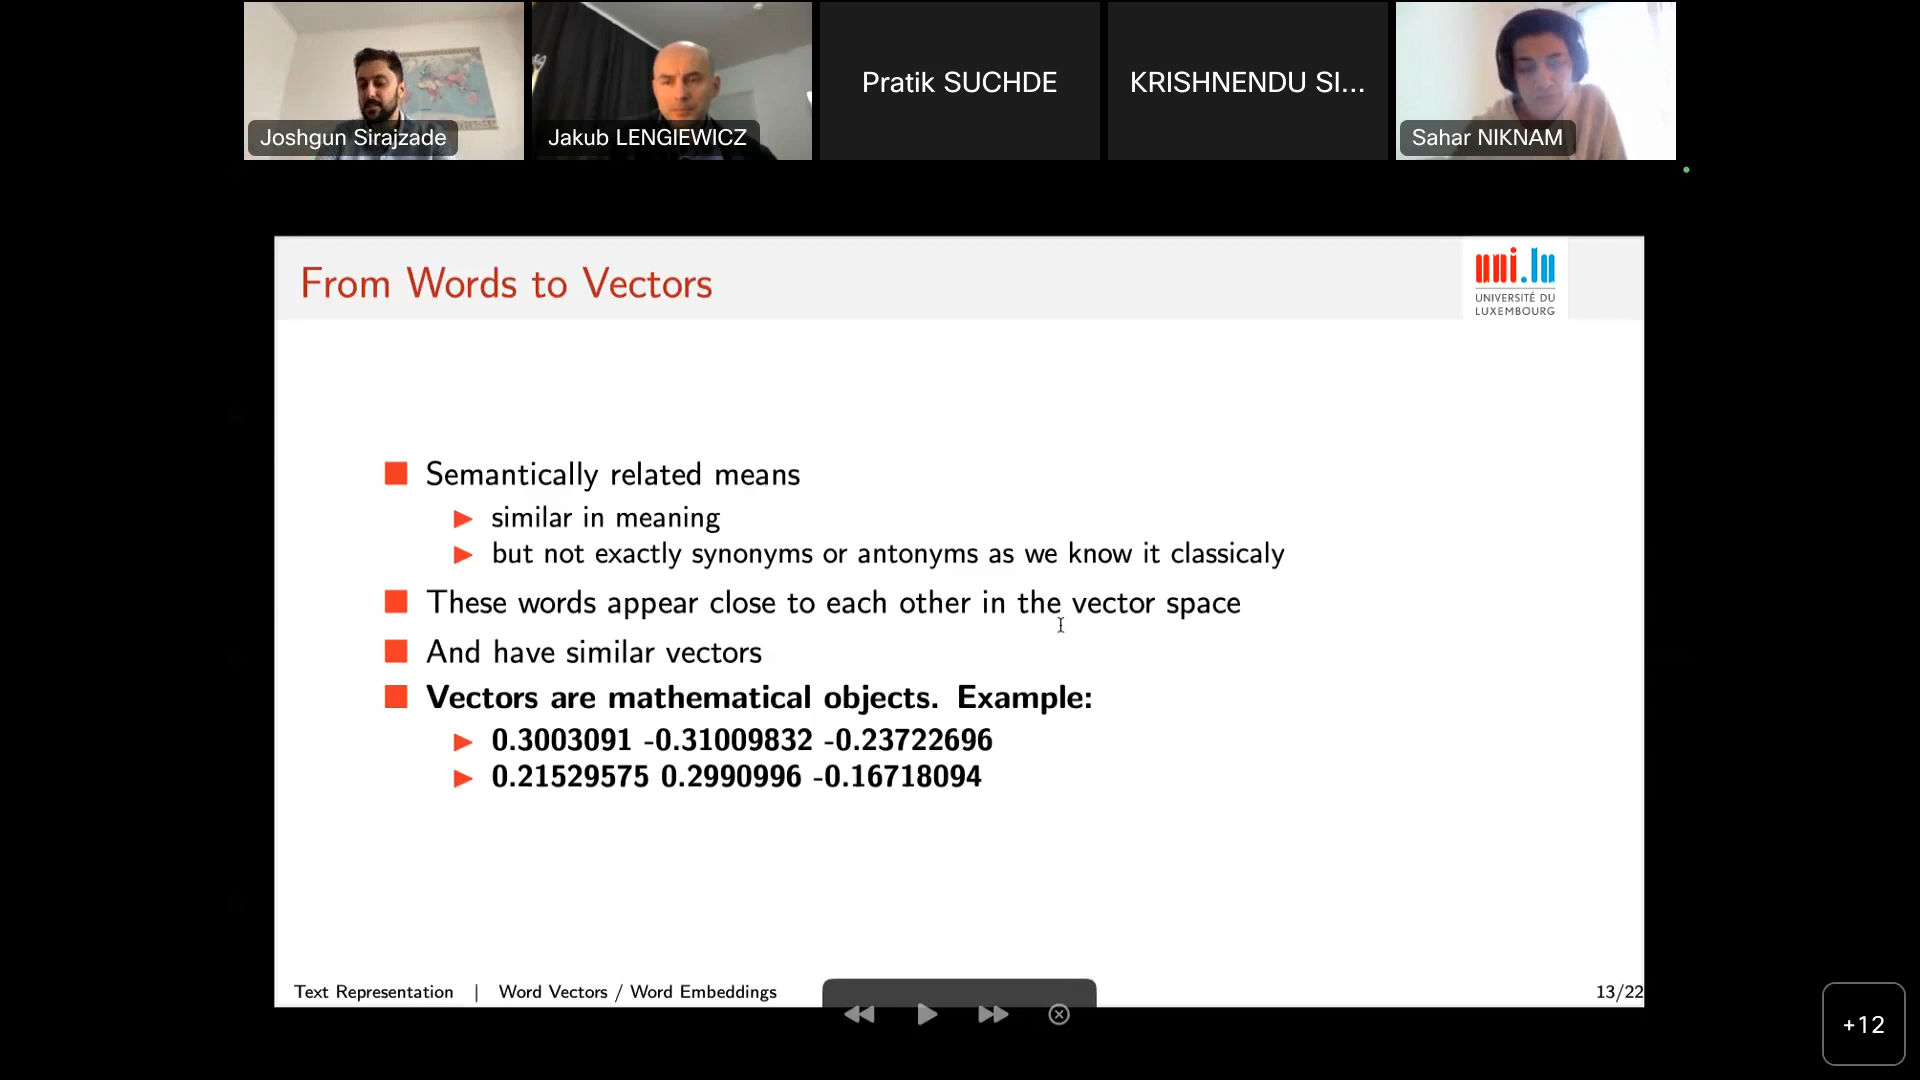 Joshgun Sirajzade
Jakub LENGIEWICZ
Pratik SUCHDE
KRISHNENDU SI...
Sahar NIKNAM
From Words to Vectors
uni.lu
UNIVERSITÉ DU
LUXEMBOURG
Semantically related means
similar in meaning
but not exactly synonyms or antonyms as we know it classicaly
These words appear close to each other in the vector space
And have similar vectors
Vectors are mathematical objects. Example:
0.3003091 -0.31009832 -0.23722696
0.21529575 0.2990996 -0.16718094
Text Representation | Word Vectors / Word Embeddings
13/22
+12